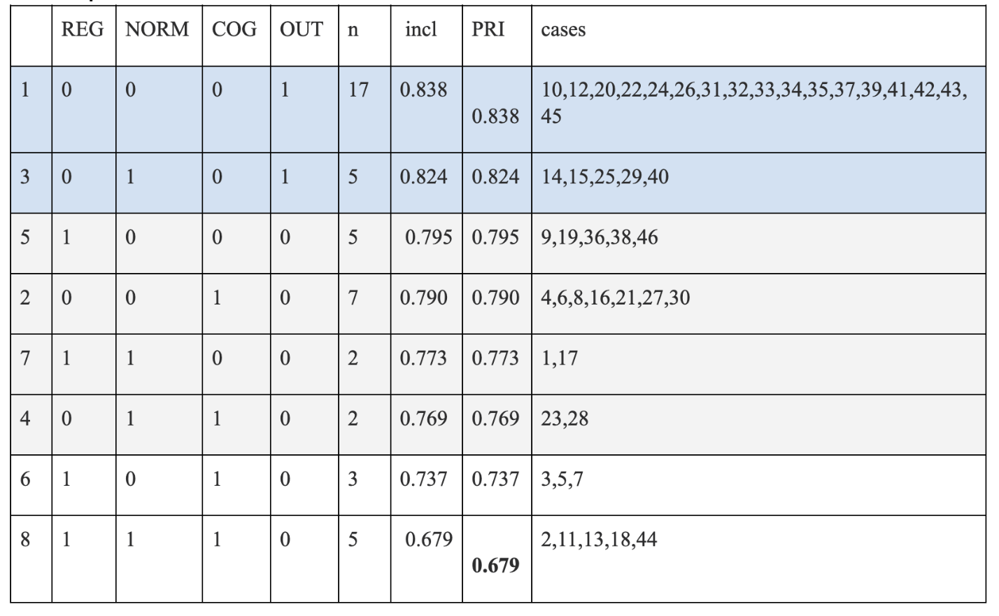 REG NORM COG OUT n incl PRI cases
1 0 0 0 1 17 0.838 0.838 10,12,20,22,24,26,31,32,33,34,35,37,39,41,42,43,
45
3 0 1 0 1 5 0.824 0.824 14,15,25,29,40
5 1 0 0 0 5 0.795 0.795 9,19,36,38,46
2 0 0 1 0 7 0.790 0.790 4,6,8,16,21,27,30
7 1 1 0 0 2 0.773 0.773 1,17
4 0 1 1 0 2 0.769 0.769 23,28
6 1 0 1 0 3 0.737 0.737 3,5,7
8 1 1 1 0 5 0.679 0.679 2,11,13,18,44